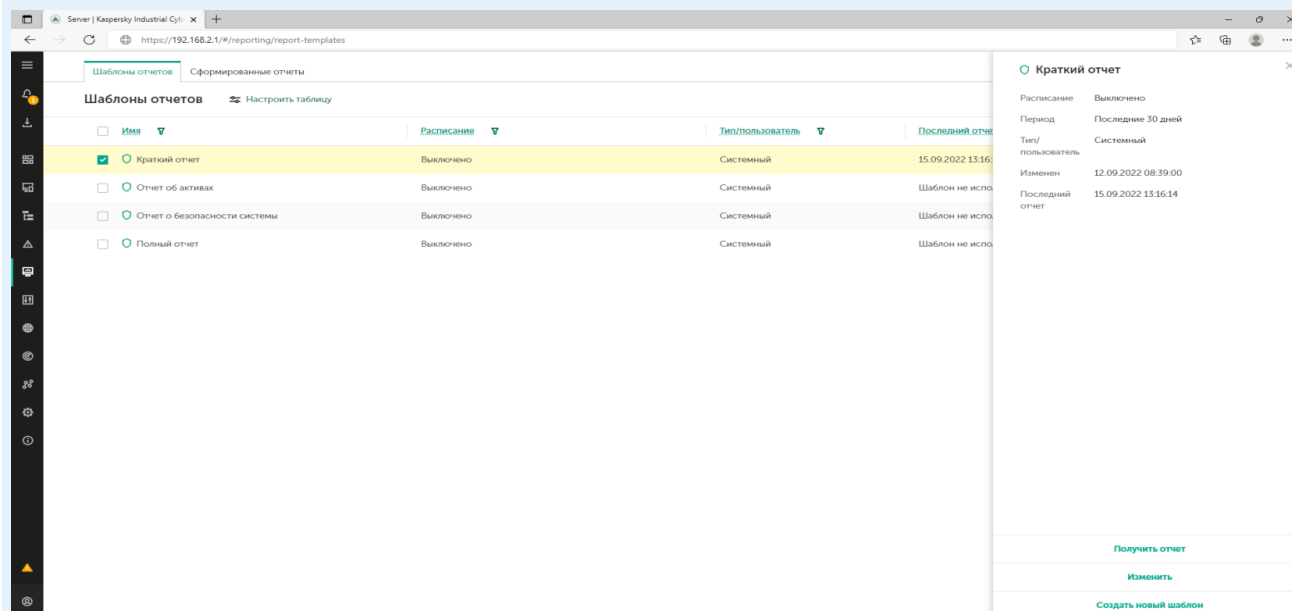 Server | Kaspersky Industrial Cyb
https://192.168.2.1/#/reporting/report-templates
Шаблоны отчетов Сформированные отчеты
Шаблоны отчетов Настроить таблицу
Имя Расписание Тип/пользователь Последний отче
Краткий отчет Выключено Системный 15.09.2022 13:16:
Отчет об активах Выключено Системный Шаблон не испо.
Отчет о безопасности системы Выключено Системный Шаблон не испо.
Полный отчет Выключено Системный Шаблон не испо.
Краткий отчет
Расписание Выключено
Период Последние 30 дней
Тип/
пользователь Системный
Изменен 12.09.2022 08:39:00
Последний
отчет 15.09.2022 13:16:14
Получить отчет
Изменить
Создать новый шаблон